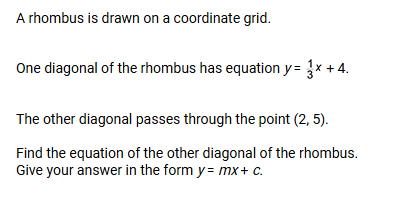 A rhombus is drawn on a coordinate grid.
One diagonal of the rhombus has equation y = \frac{1}{3}x + 4.
The other diagonal passes through the point (2, 5).
Find the equation of the other diagonal of the rhombus.
Give your answer in the form y = mx + c.